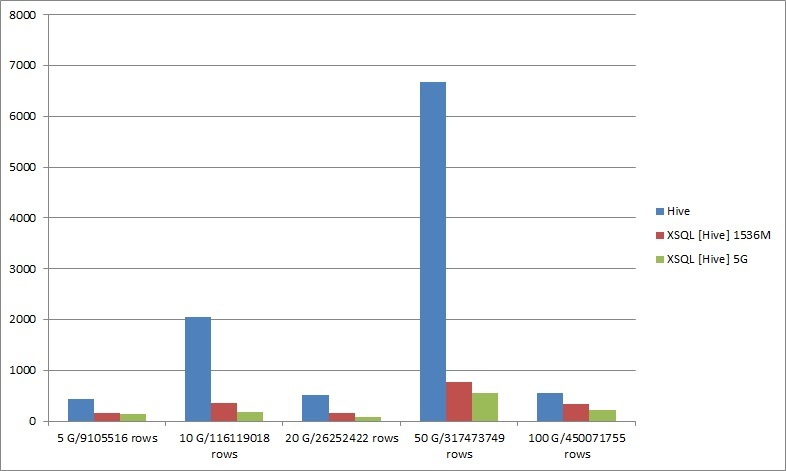 8000
7000
6000
5000
4000
3000
2000
1000
0
5 G/9105516 rows
10 G/116119018
rows
20 G/26252422 rows
50 G/317473749
rows
100 G/450071755
rows
Hive
XSQL [Hive] 1536M
XSQL [Hive] 5G